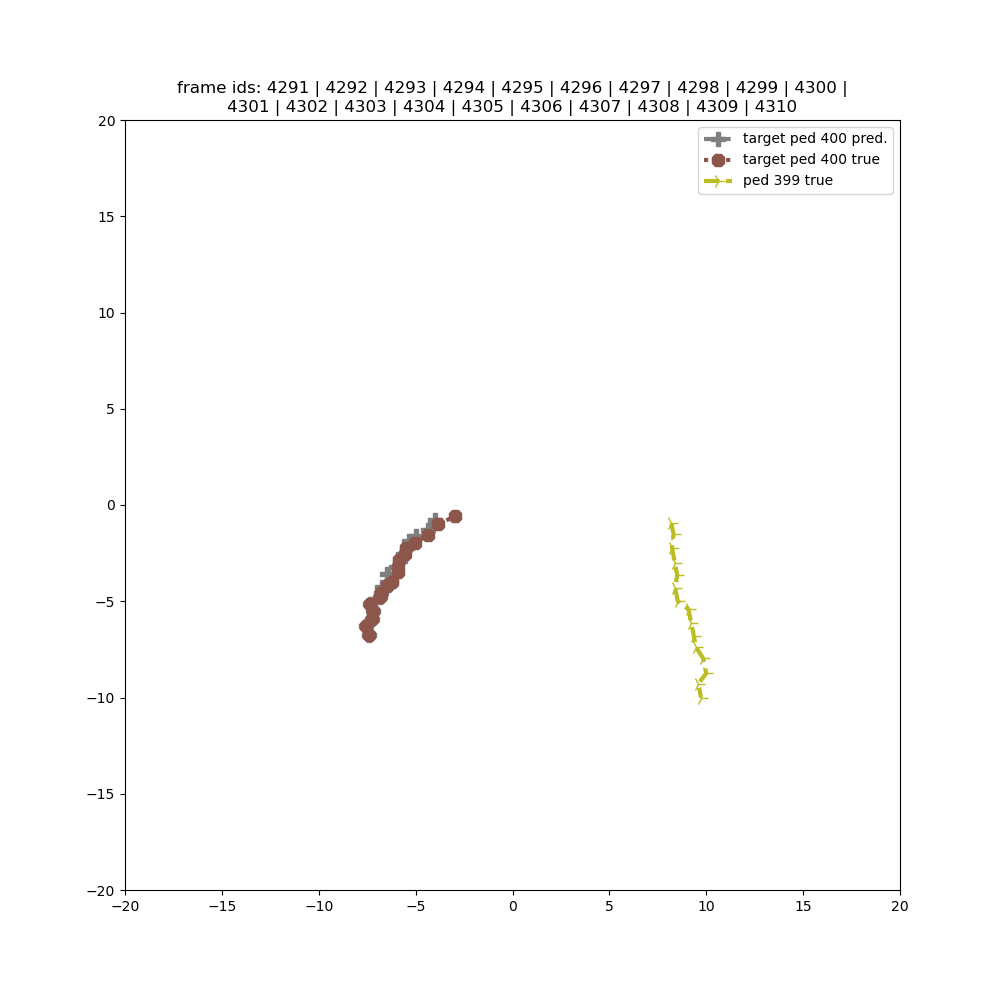 frame ids: 4291 | 4292 | 4293 | 4294 | 4295 | 4296 | 4297 | 4298 | 4299 | 4300 |
4301 | 4302 | 4303 | 4304 | 4305 | 4306 | 4307 | 4308 | 4309 | 4310
target ped 400 pred.
target ped 400 true
ped 399 true
20
15
10
5
0
−5
−10
−15
−20
−20 −15 −10 −5 0 5 10 15 20